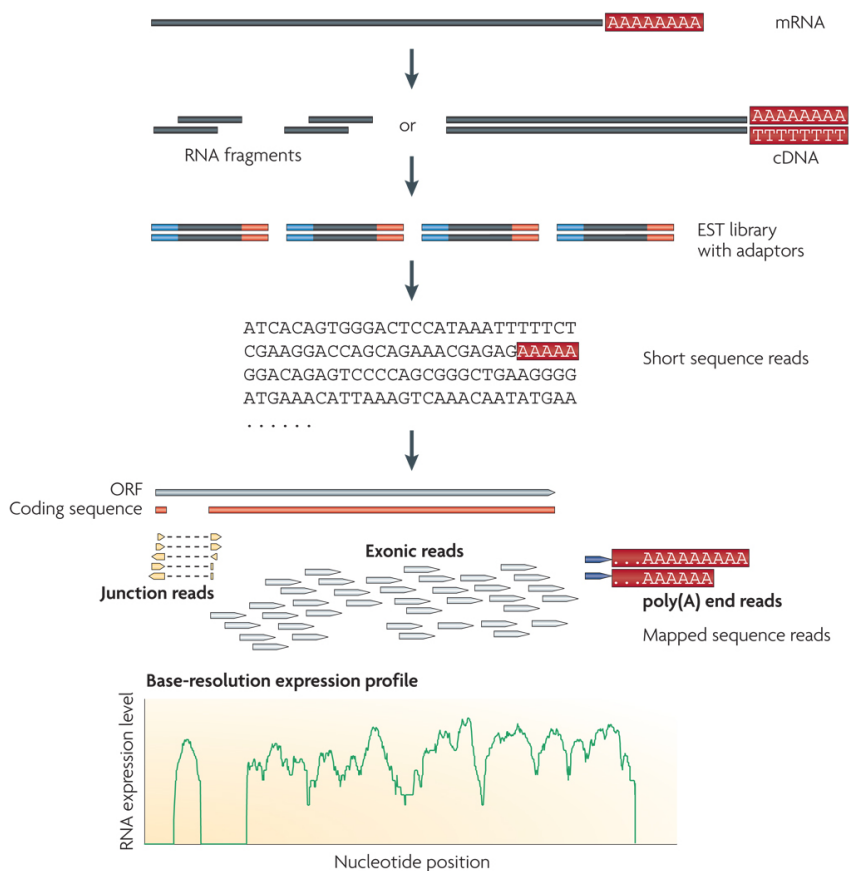 AAAAAAAA
mRNA
AAAAAAAA
or
TTTTTTTT
RNA fragments
cDNA
EST library
with adaptors
ATCACAGTGGGACTCCATAAATTTTTCT
CGAAGGACCAGCAGAAACGAGAGAAAAA
Short sequence reads
GGACAGAGTCCCCAGCGGGCTGAAGGGG
ATGAAACATTAAAGTCAAACAATATGAA
......
ORF
Coding sequence
Exonic reads
...AAAAAAAAA
...AAAAAA
Junction reads
poly(A) end reads
Mapped sequence reads
Base-resolution expression profile
RNA expression level
Nucleotide position